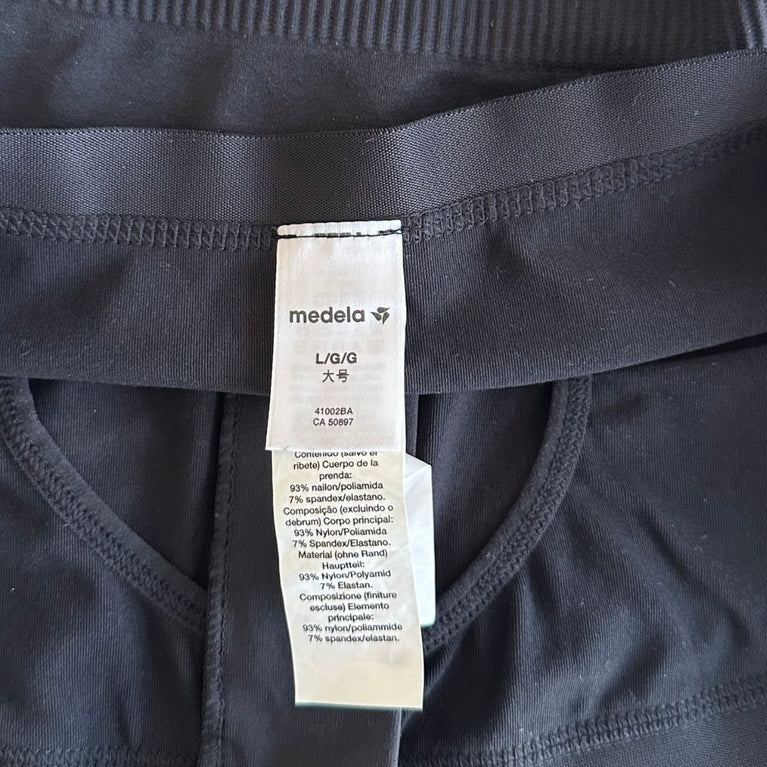 medela
L/G/G
大号
41002BA
CA 50897
Contenido (salvo el
ribete) Cuerpo de la
prenda:
93% nailon/poliamida
7% spandex/elastano.
Composição (excluindo o
debrum) Corpo principal:
93% Nylon/Poliamida
7% Spandex/Elastano.
Material (ohne Rand)
Hauptteil:
93% Nylon/Polyamid
7% Elastan.
Composizione (finiture
escluse) Elemento
principale:
93% nylon/poliammide
7% spandex/elastan.